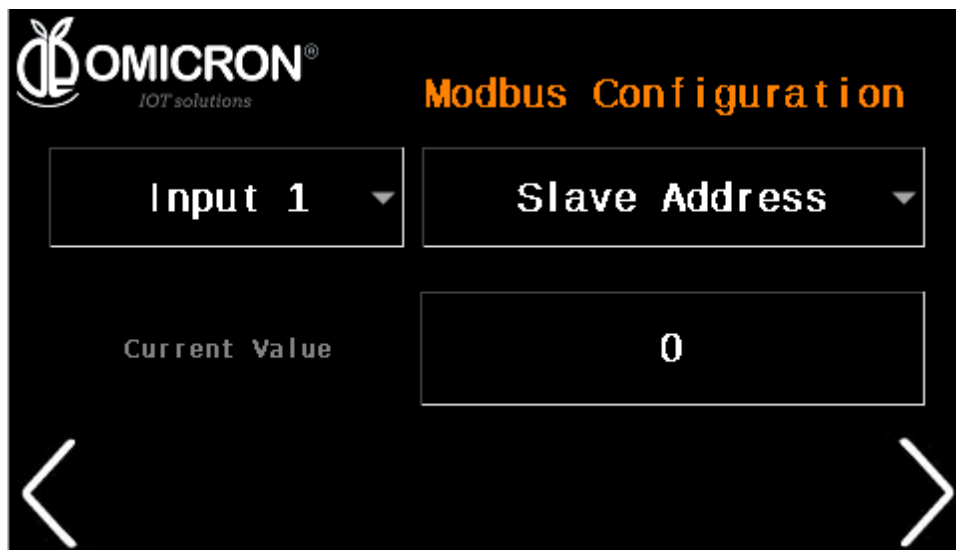 OMICRON®
IOT solutions
Modbus Configuration
Input 1
Slave Address
Current Value
0